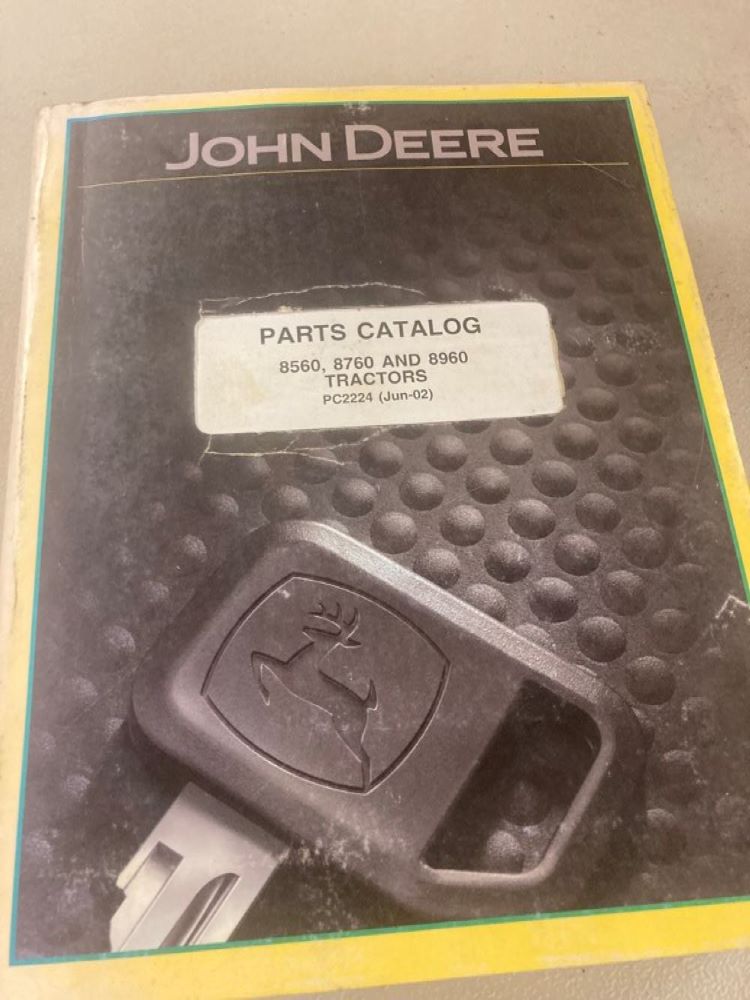 JOHN DEERE
PARTS CATALOG
8560, 8760 AND 8960
TRACTORS
PC2224 (Jun-02)